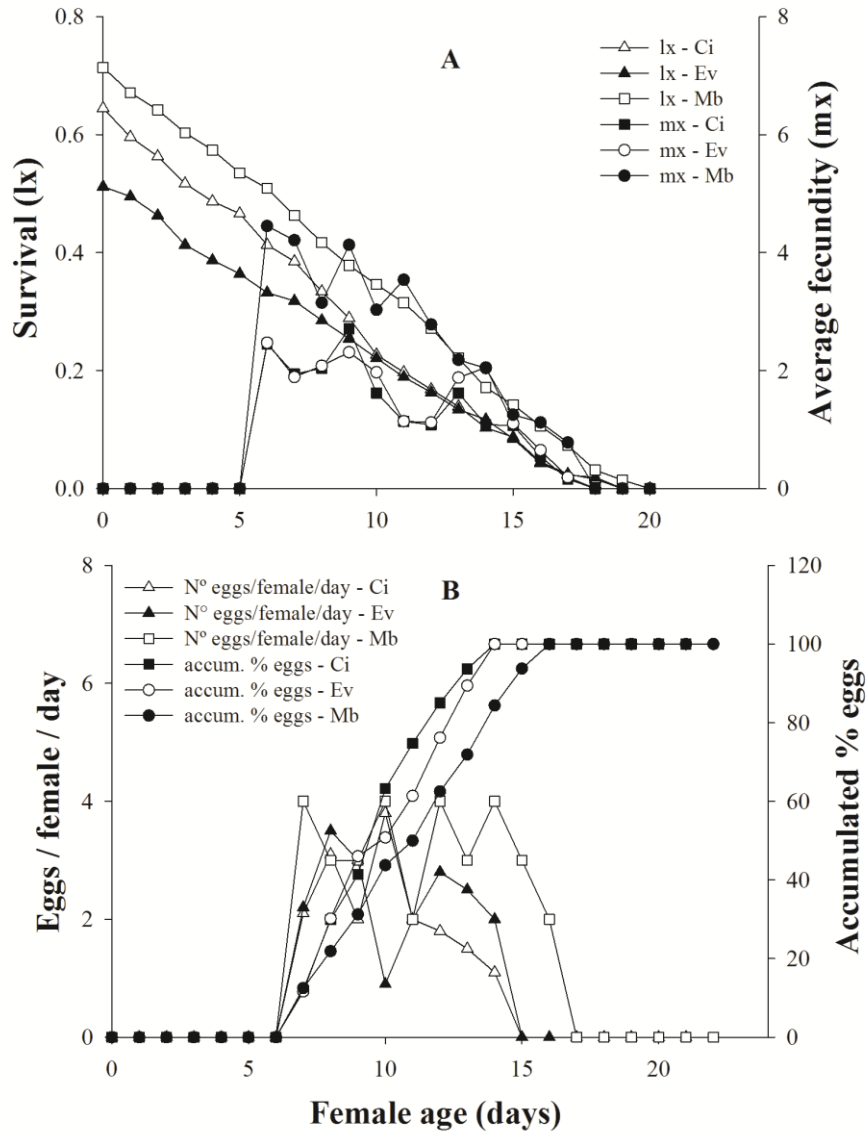 A
lx - Ci
lx - Ev
lx - Mb
mx - Ci
mx - Ev
mx - Mb
Survival (lx)
0.8
0.6
0.4
0.2
0.0
8
6
4
2
0
Average fecundity (mx)
0 5 10 15 20
B
Nº eggs/female/day - Ci
N° eggs/female/day - Ev
Nº eggs/female/day - Mb
accum. % eggs - Ci
accum. % eggs - Ev
accum. % eggs - Mb
Eggs / female / day
8
6
4
2
0
120
100
80
60
40
20
0
Accumulated % eggs
0 5 10 15 20
Female age (days)